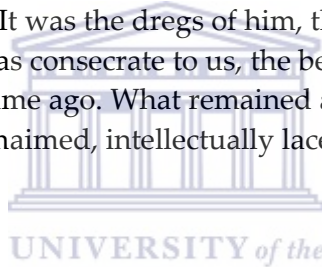 It was the dregs of him, th
as consecrate to us, the be
me ago. What remained a
naimed, intellectually lace
UNIVERSITY of the